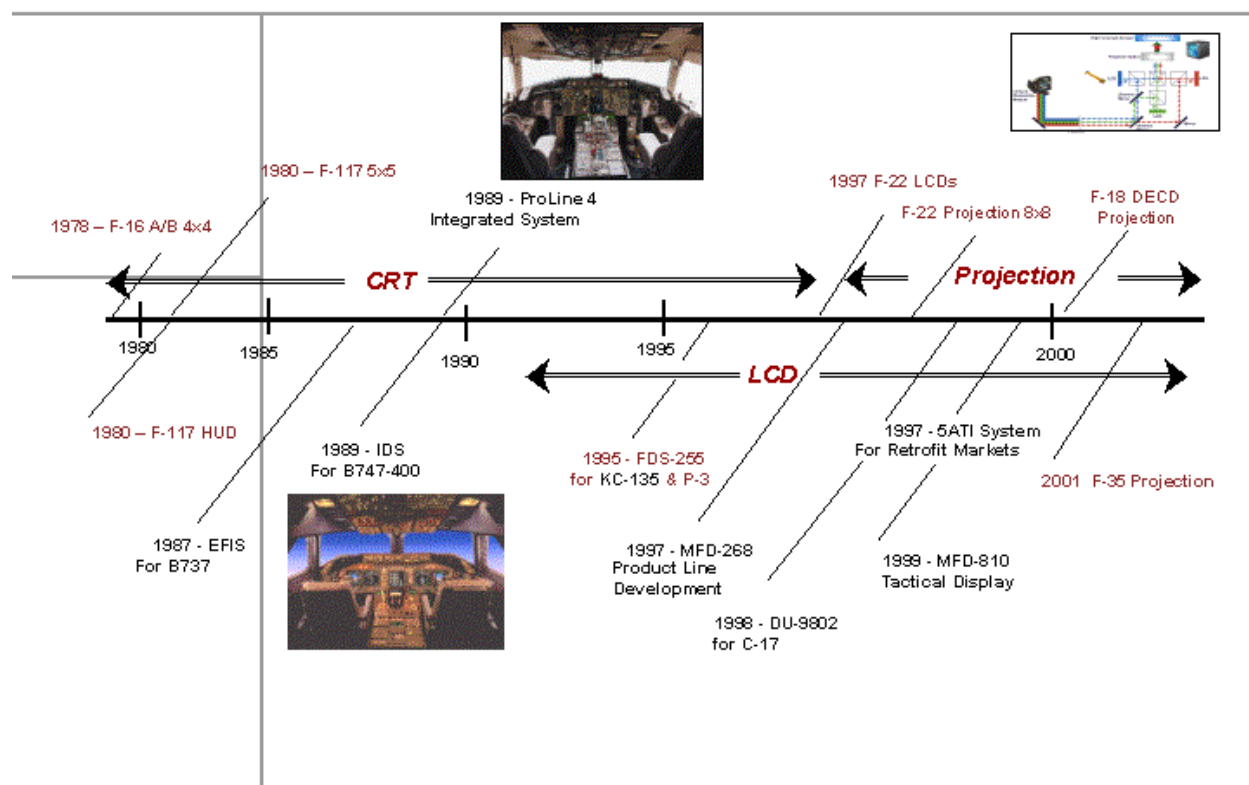 1980 – F-117 5x5
1978 – F-16 A/B 4x4
1989 - ProLine 4
Integrated System
1997 F-22 LCDs
F-22 Projection 8x8
F-18 DECD
Projection
CRT
Projection
1980
1985
1990
1995
2000
LCD
1980 – F-117 HUD
1989 - IDS
For B747-400
1995 - FDS-255
for KC-135 & P-3
1997 - 5ATI System
For Retrofit Markets
2001 F-35 Projection
1987 - EFIS
For B737
1997 - MFD-268
Product Line
Development
1999 - MFD-810
Tactical Display
1998 - DU-9802
for C-17